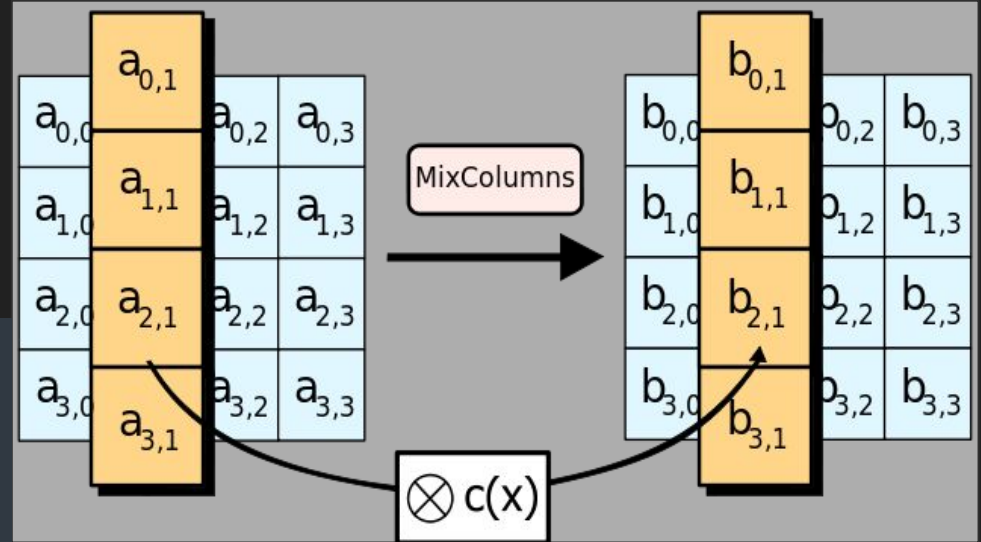 a0,1 b0,1
a0,0 a0,2 a0,3 b0,0 b0,2 b0,3
MixColumns
a1,1 b1,1
a1,0 a1,2 a1,3 b1,0 b1,2 b1,3
a2,1 b2,1
a2,0 a2,2 a2,3 b2,0 b2,2 b2,3
a3,0 a3,2 a3,3 b3,0 b3,2 b3,3
a3,1 b3,1
⊗ c(x)